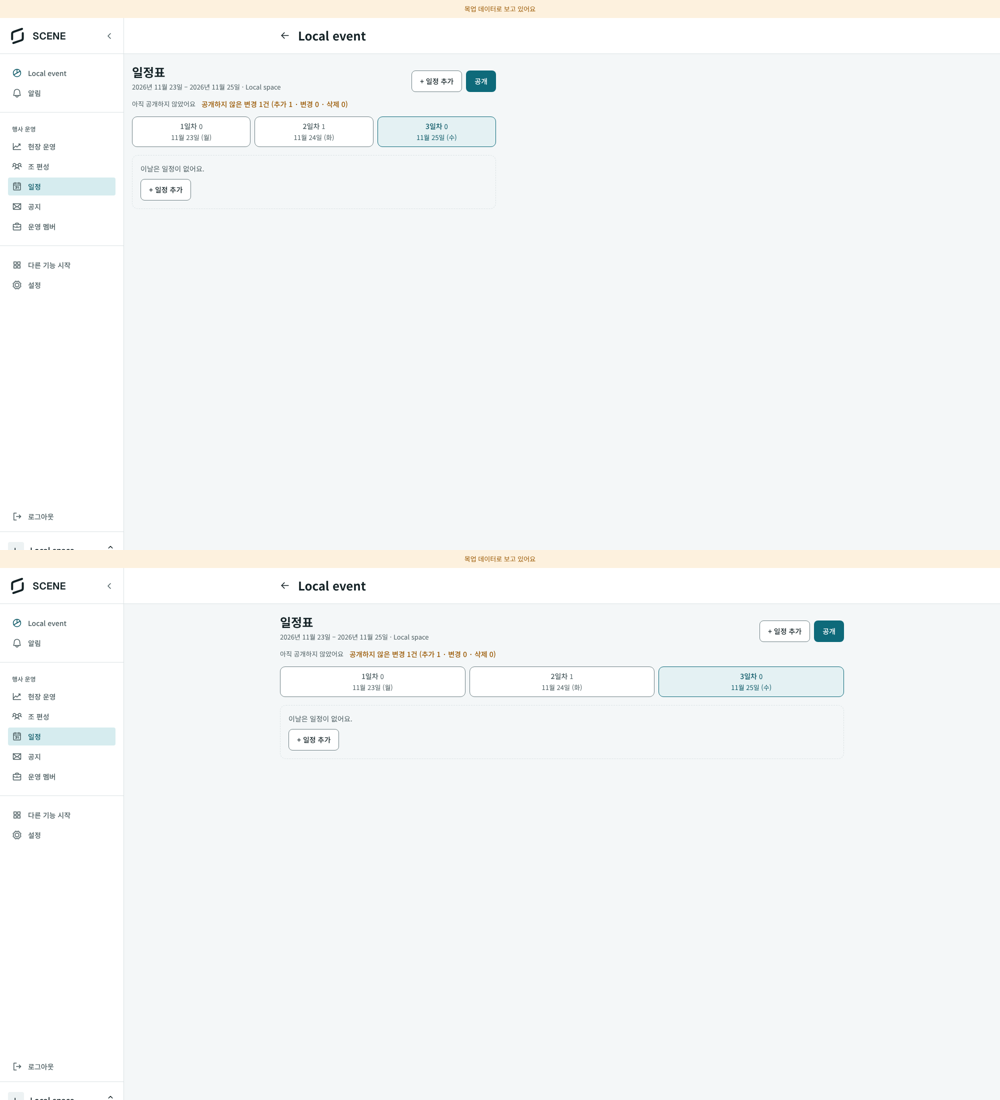 목업 데이터로 보고 있어요
SCENE
Local event
알림
행사 운영
현장 운영
조 편성
일정
공지
운영 멤버
다른 기능 시작
설정
로그아웃
Local space
Local event
일정표
2026년 11월 23일 – 2026년 11월 25일 · Local space
+ 일정 추가
공개
아직 공개하지 않았어요 공개하지 않은 변경 1건 (추가 1 · 변경 0 · 삭제 0)
1일차 0
11월 23일 (월)
2일차 1
11월 24일 (화)
3일차 0
11월 25일 (수)
이날은 일정이 없어요.
+ 일정 추가
목업 데이터로 보고 있어요
SCENE
Local event
알림
행사 운영
현장 운영
조 편성
일정
공지
운영 멤버
다른 기능 시작
설정
로그아웃
Local space
Local event
일정표
2026년 11월 23일 – 2026년 11월 25일 · Local space
+ 일정 추가
공개
아직 공개하지 않았어요 공개하지 않은 변경 1건 (추가 1 · 변경 0 · 삭제 0)
1일차 0
11월 23일 (월)
2일차 1
11월 24일 (화)
3일차 0
11월 25일 (수)
이날은 일정이 없어요.
+ 일정 추가